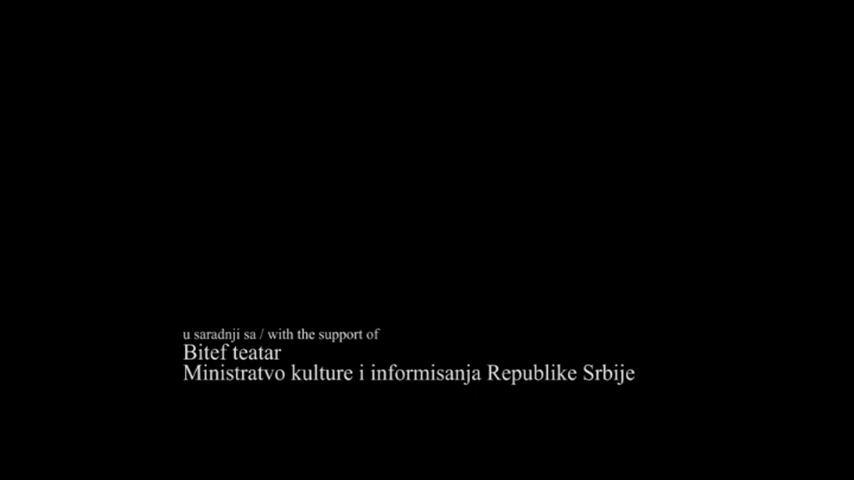 u saradnji sa / with the support of
Bitef teatar
Ministratvo kulture i informisanja Republike Srbije